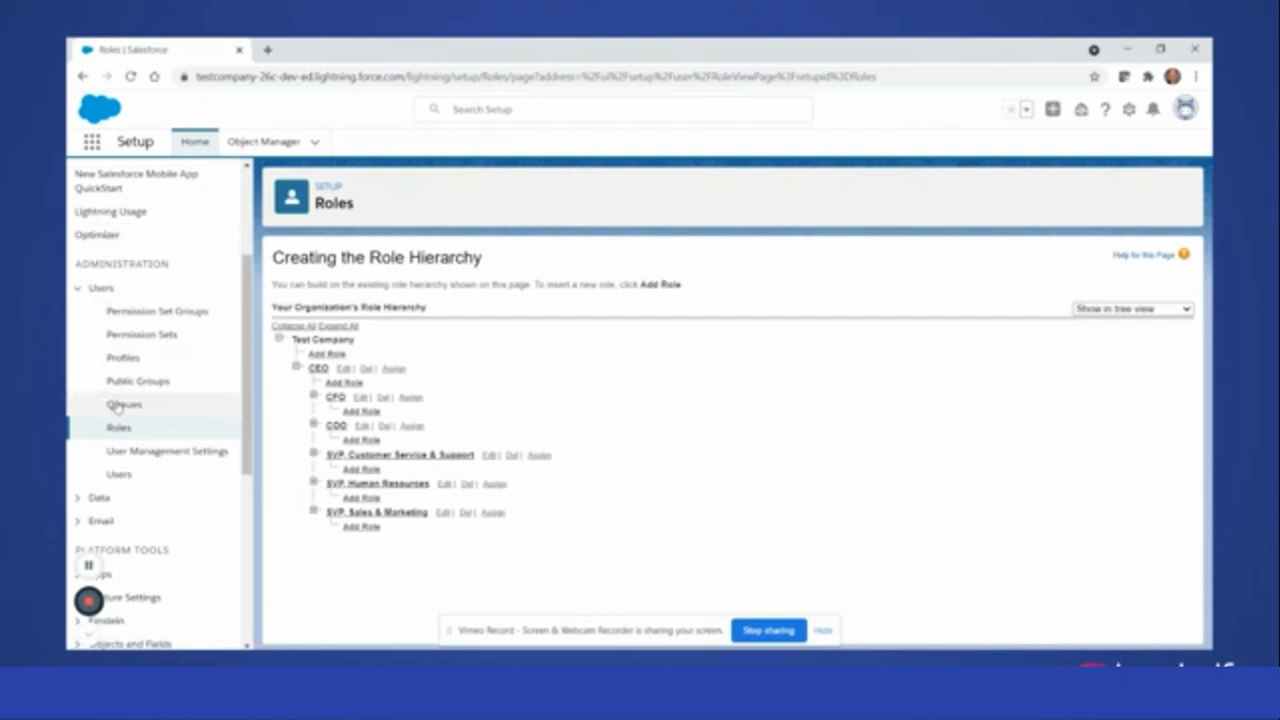 Roles | Salesforce
testcompany-26c-dev-ed.lightning.force.com/lightning/setup/Roles/page?address=%2Fui%2Fsetup%2Fuser%2FRoleViewPage%3Fsetupid%3DRoles
Search Setup
Setup Home Object Manager
New Salesforce Mobile App
QuickStart
Lightning Usage
Optimizer
ADMINISTRATION
Users
Permission Set Groups
Permission Sets
Profiles
Public Groups
Queues
Roles
User Management Settings
Users
Data
Email
PLATFORM TOOLS
Einstein
Objects and Fields
SETUP
Roles
Creating the Role Hierarchy
Help for this Page
You can build on the existing role hierarchy shown on this page. To insert a new role, click Add Role
Your Organization's Role Hierarchy
Show in tree view
Collapse All Expand All
Test Company
Add Role
CEO Edit | Del | Assign
Add Role
CFO Edit | Del | Assign
Add Role
COO Edit | Del | Assign
Add Role
SVP, Customer Service & Support Edit | Del | Assign
Add Role
SVP, Human Resources Edit | Del | Assign
Add Role
SVP, Sales & Marketing Edit | Del | Assign
Add Role
Vimeo Record - Screen & Webcam Recorder is sharing your screen. Stop sharing Hide